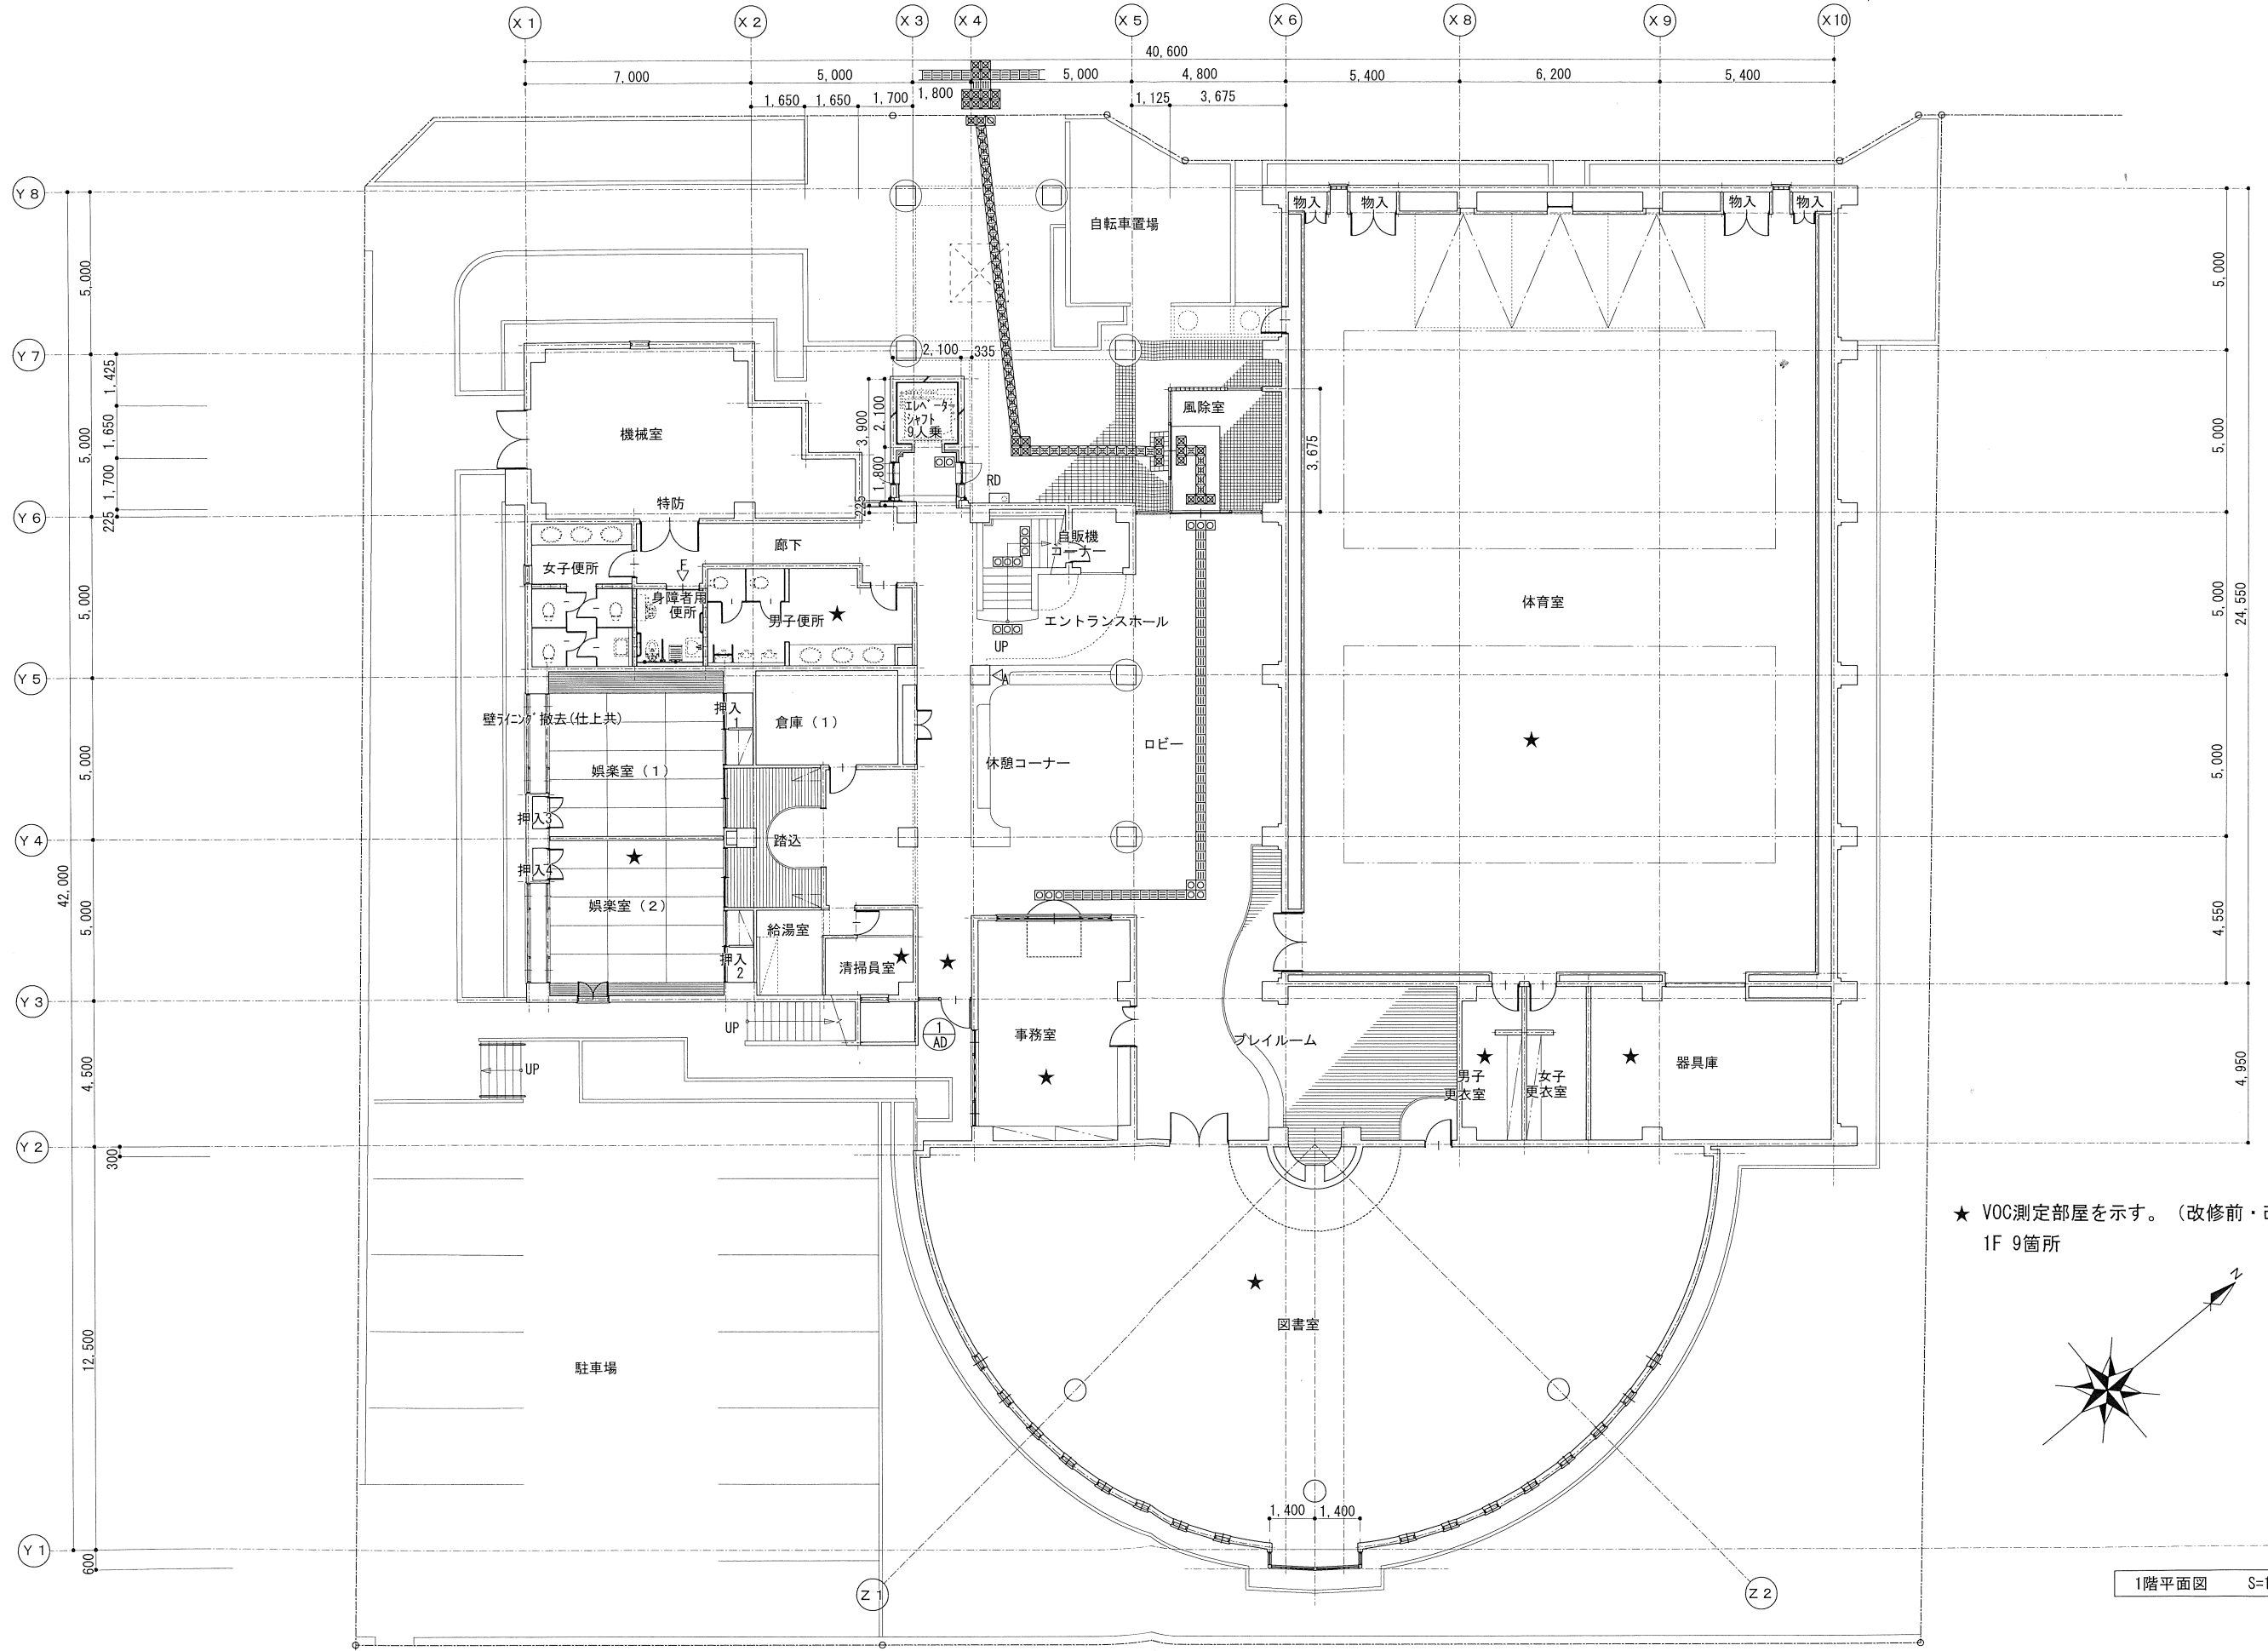 X1
X2
X3
X4
X5
X6
X8
X9
X10
40,600
7,000
5,000
5,000
4,800
5,400
6,200
5,400
1,650
1,650
1,700
1,800
1,125
3,675
Y8
Y7
Y6
Y5
Y4
Y3
Y2
Y1
42,000
5,000
5,000
5,000
5,000
5,000
4,500
12,500
600
1,425
1,650
1,700
225
300
物入
物入
物入
物入
自転車置場
5,000
5,000
5,000
5,000
4,550
24,550
4,950
2,100
335
エレベーター
シャフト
9人乗
3,900
2,100
1,800
225
RD
風除室
3,675
機械室
特防
廊下
自販機
コーナー
女子便所
F
身障者用
便所
男子便所
★
エントランスホール
UP
体育室
★
A
壁ライニング撤去(仕上共)
押入
1
倉庫(1)
ロビー
休憩コーナー
娯楽室(1)
押入3
踏込
押入4
★
娯楽室(2)
給湯室
押入
2
清掃員室
★
★
UP
1
AD
事務室
★
プレイルーム
★
男子
更衣室
女子
更衣室
★
器具庫
UP
★ VOC測定部屋を示す。(改修前・
1F 9箇所
N
★
図書室
駐車場
1,400
1,400
Z1
Z2
1階平面図 S=1